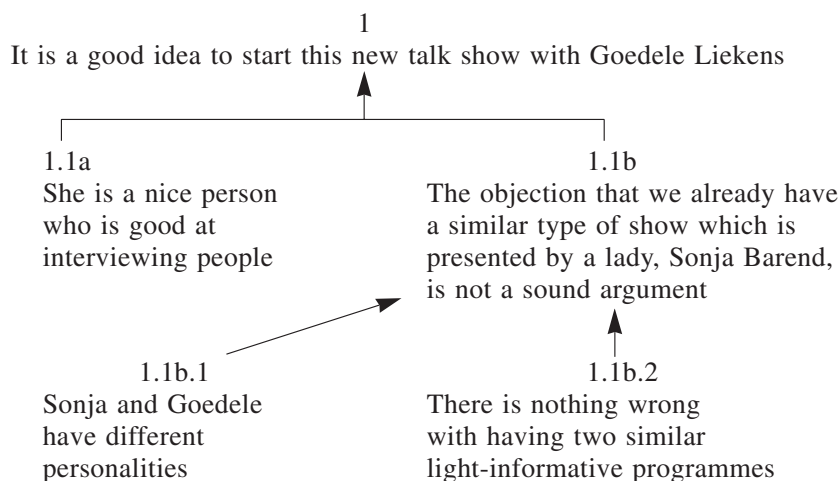 1
It is a good idea to start this new talk show with Goedele Liekens
1.1a
She is a nice person
who is good at
interviewing people
1.1b
The objection that we already have
a similar type of show which is
presented by a lady, Sonja Barend,
is not a sound argument
1.1b.1
Sonja and Goedele
have different
personalities
1.1b.2
There is nothing wrong
with having two similar
light-informative programmes